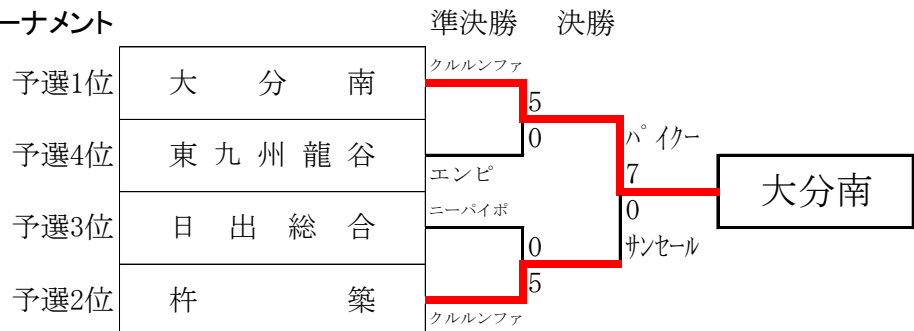 ーナメント 準決勝 決勝
予選1位 大分南 クルルンファ
5
0
予選4位 東九州龍谷 エンピ
パイクー
7
0
サンセール
大分南
予選3位 日出総合 ニーパイポ
0
5
予選2位 杵築 クルルンファ